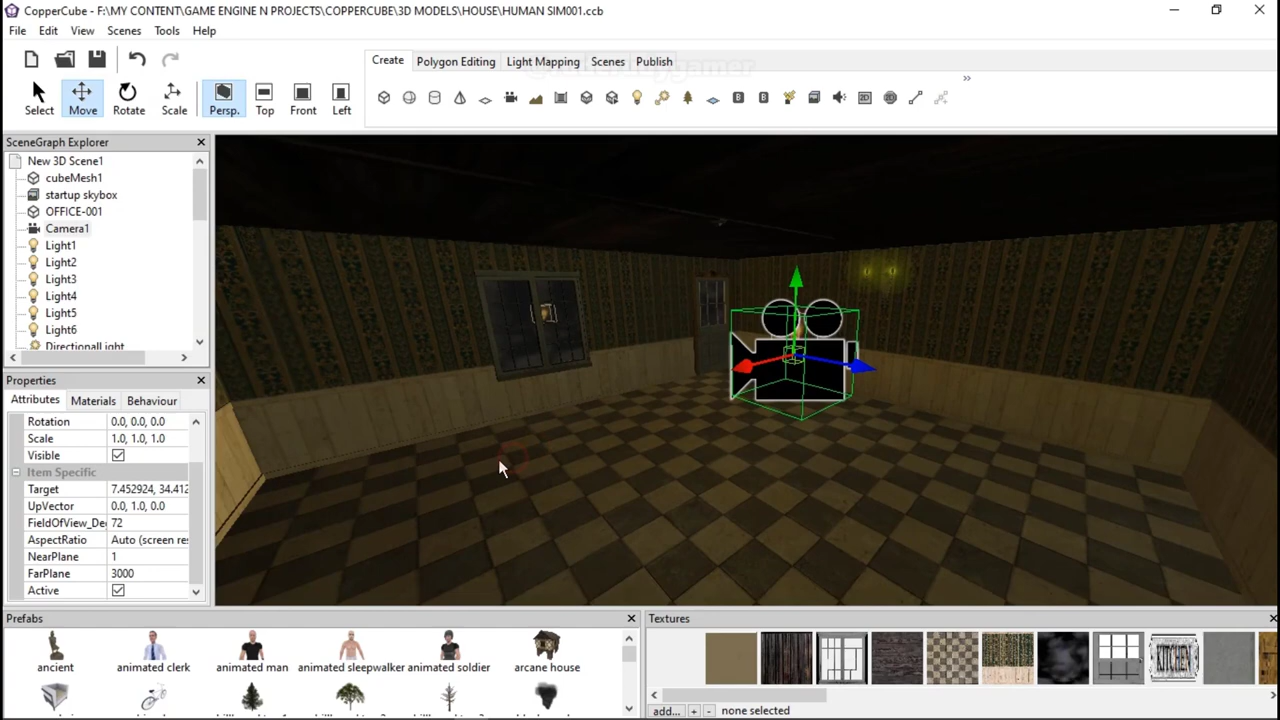 CopperCube - F:\MY CONTENT\GAME ENGINE N PROJECTS\COPPERCUBE\3D MODELS\HOUSE\HUMAN SIM001.ccb
File Edit View Scenes Tools Help
Create Polygon Editing Light Mapping Scenes Publish
Select Move Rotate Scale Persp. Top Front Left
SceneGraph Explorer
New 3D Scene1
cubeMesh1
startup skybox
OFFICE-001
Camera1
Light1
Light2
Light3
Light4
Light5
Light6
DirectionalLight
Properties
Attributes Materials Behaviour
Rotation 0.0, 0.0, 0.0
Scale 1.0, 1.0, 1.0
Visible
Item Specific
Target 7.452924, 34.412
UpVector 0.0, 1.0, 0.0
FieldOfView_De 72
AspectRatio Auto (screen res
NearPlane 1
FarPlane 3000
Active
Prefabs
ancient animated clerk animated man animated sleepwalker animated soldier arcane house
Textures
KITCHEN
add... + - none selected